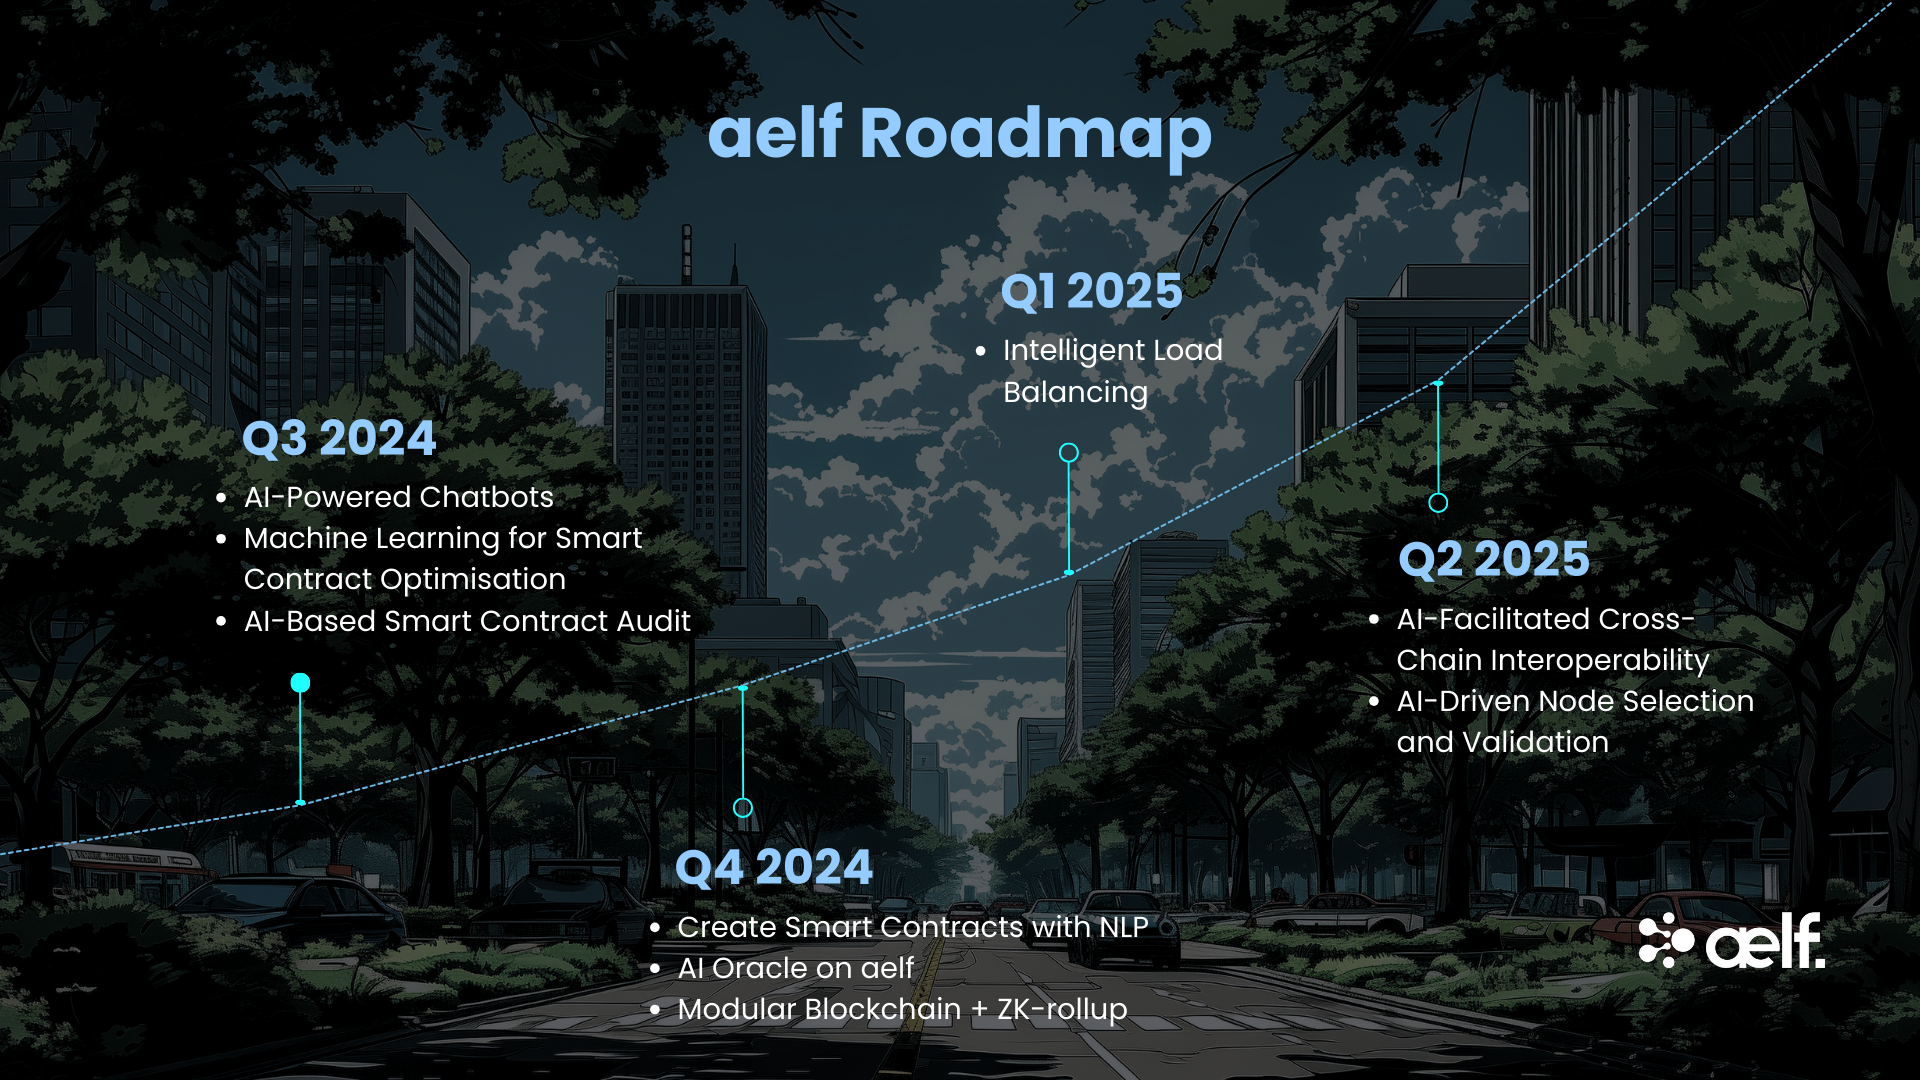 aelf Roadmap
Q3 2024
AI-Powered Chatbots
Machine Learning for Smart
Contract Optimisation
AI-Based Smart Contract Audit
Q4 2024
Create Smart Contracts with NLP
AI Oracle on aelf
Modular Blockchain + ZK-rollup
Q1 2025
Intelligent Load
Balancing
Q2 2025
AI-Facilitated Cross-
Chain Interoperability
AI-Driven Node Selection
and Validation
aelf.